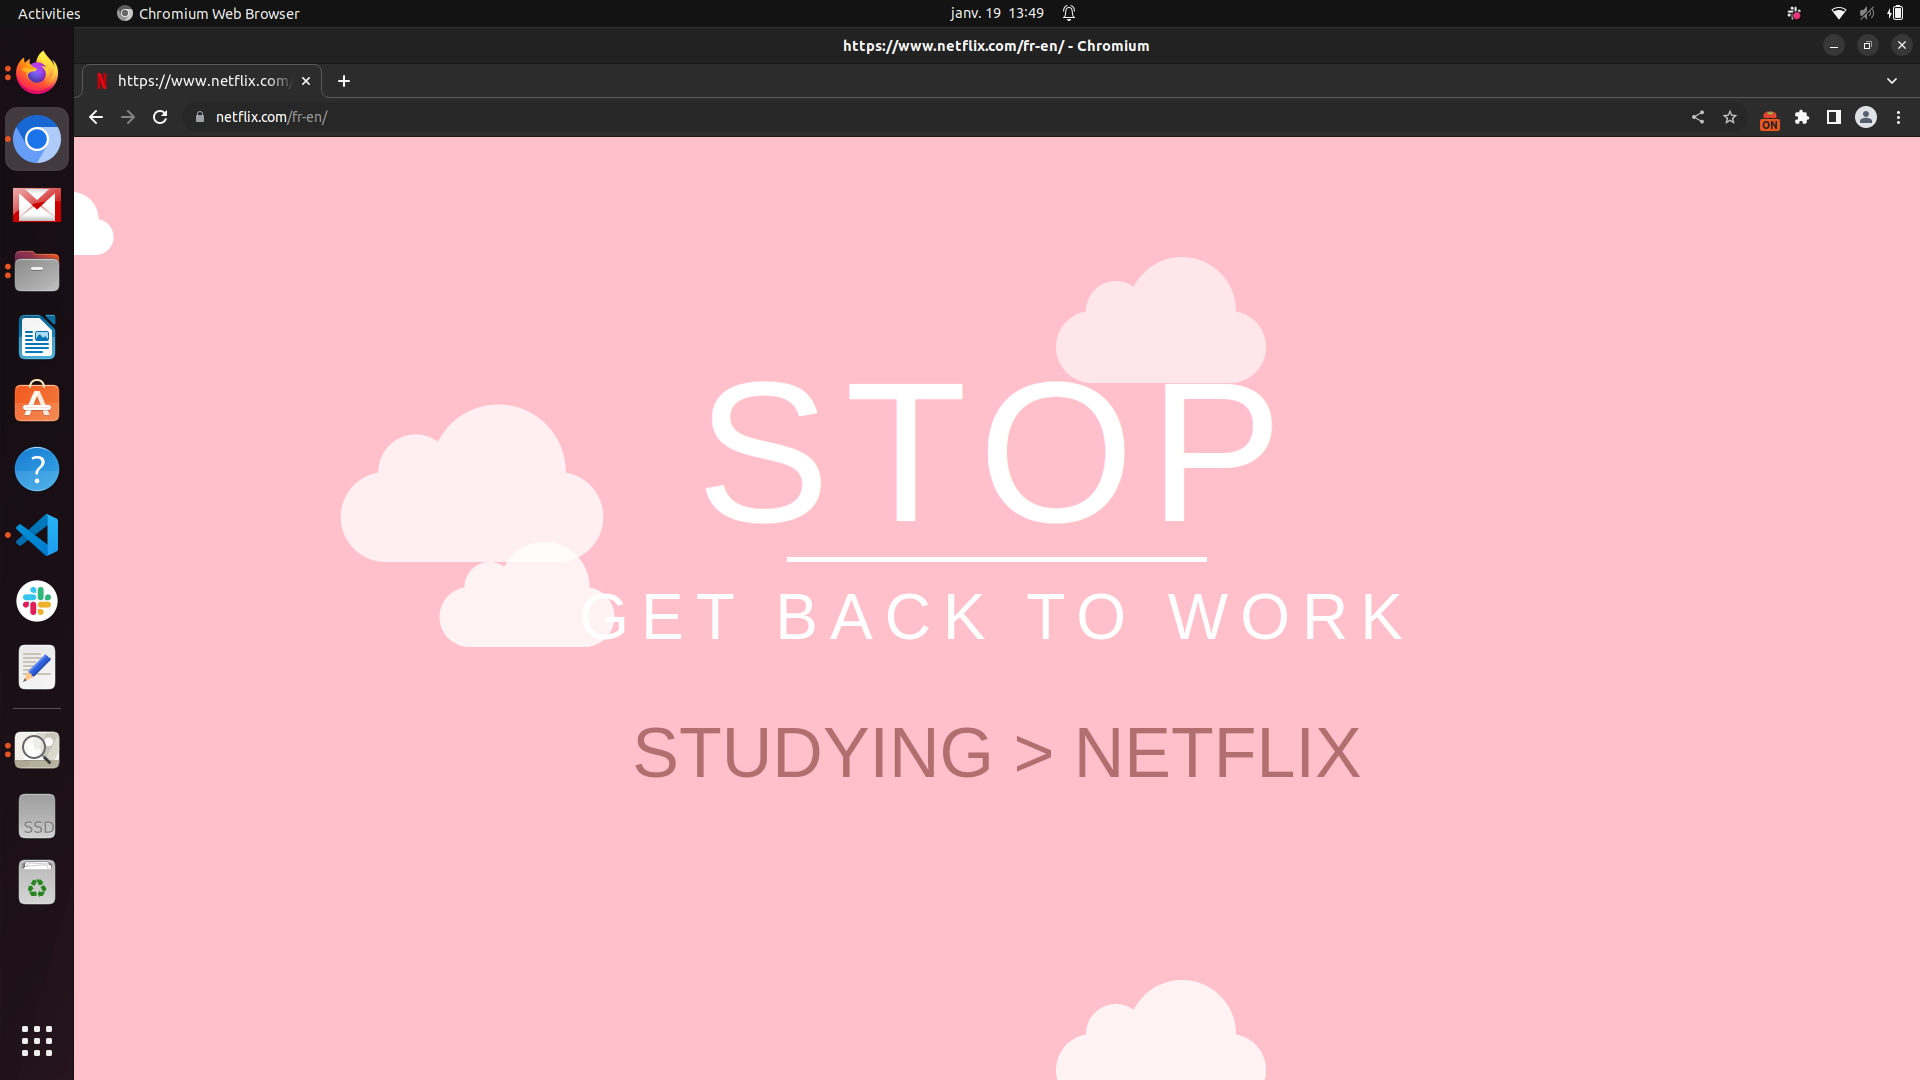 Activities
Chromium Web Browser
janv. 19 13:49
https://www.netflix.com/fr-en/ - Chromium
https://www.netflix.com/
netflix.com/fr-en/
ON
STOP
GET BACK TO WORK
STUDYING > NETFLIX
SSD